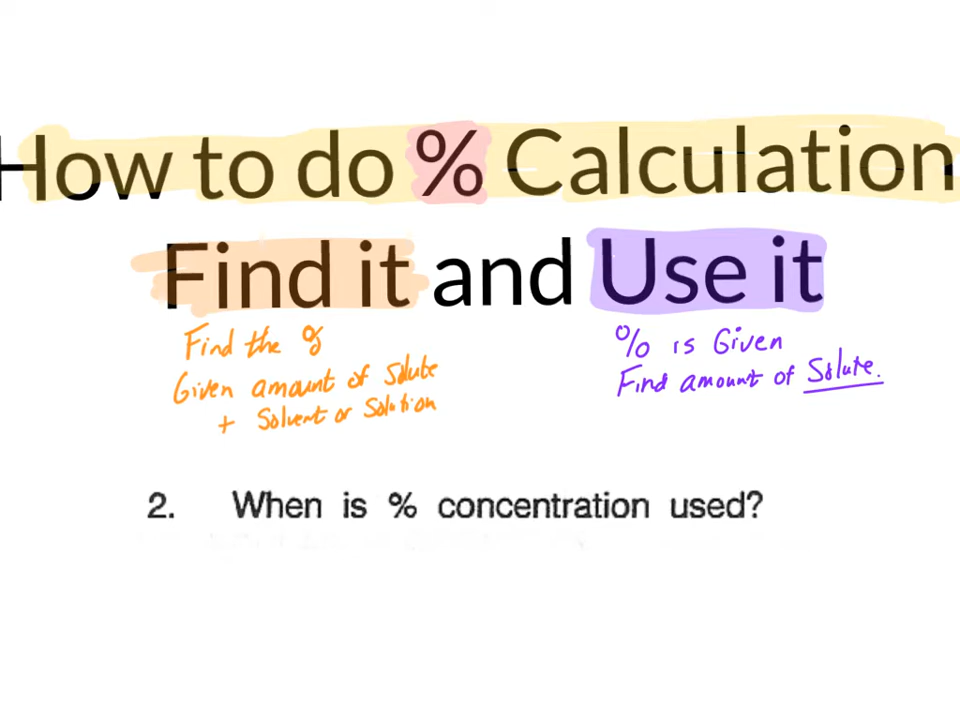 How to do % Calculation
Find it and Use it
Find the %
Given amount of Solute
+ Solvent or Solution
% is Given
Find amount of Solute.
2. When is % concentration used?